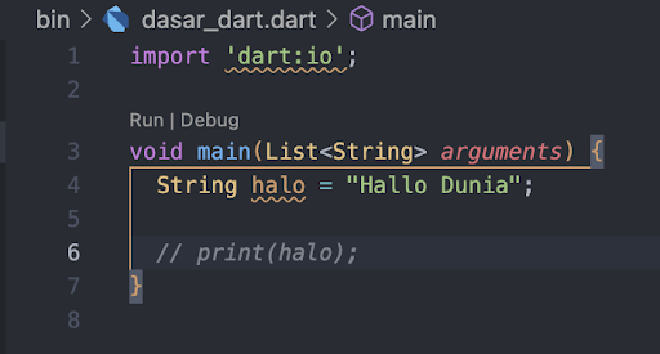 bin > dasar_dart.dart > main
1 import 'dart:io';
2
Run | Debug
3 void main(List<String> arguments) {
4 String halo = "Hallo Dunia";
5
6 // print(halo);
7 }
8